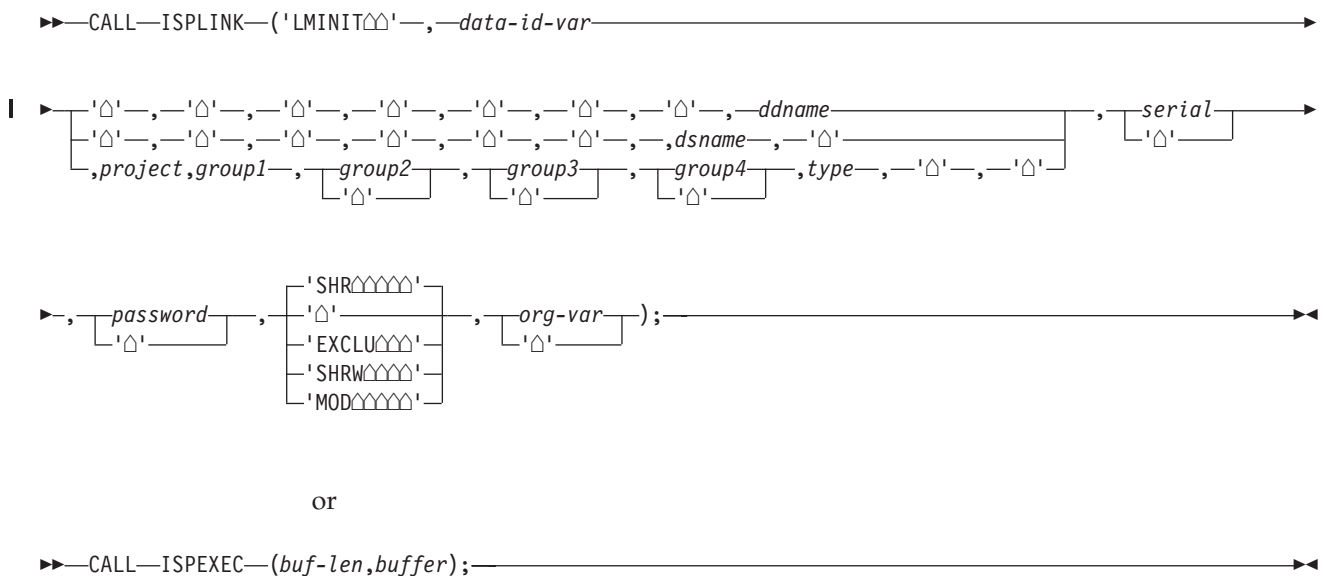 CALL ISPLINK ('LMINIT⌂⌂' , data-id-var
'⌂' , '⌂' , '⌂' , '⌂' , '⌂' , '⌂' , '⌂' , ddname , serial
'⌂' , '⌂' , '⌂' , '⌂' , '⌂' , '⌂' , ,dsname , '⌂' '⌂'
,project,group1 , group2 , group3 , group4 ,type , '⌂' , '⌂'
'⌂' '⌂' '⌂'
'SHR⌂⌂⌂⌂⌂'
, password , '⌂' , org-var );
'⌂' 'EXCLU⌂⌂⌂' '⌂'
'SHRW⌂⌂⌂⌂'
'MOD⌂⌂⌂⌂⌂'
or
CALL ISPEXEC (buf-len,buffer);